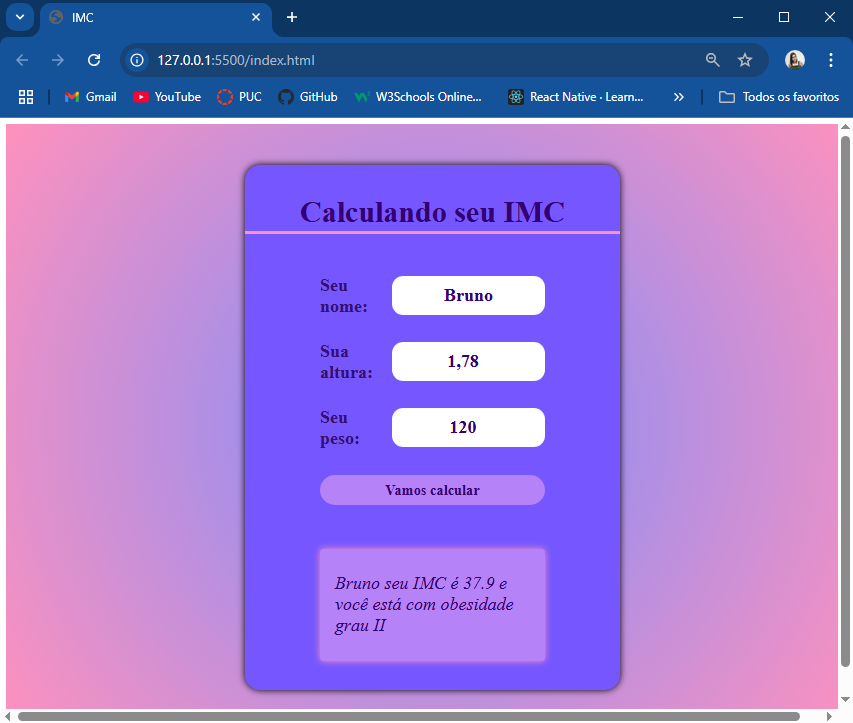 IMC
127.0.0.1:5500/index.html
Gmail YouTube PUC GitHub W3Schools Online... React Native · Learn... Todos os favoritos
Calculando seu IMC
Seu
nome:
Bruno
Sua
altura:
1,78
Seu
peso:
120
Vamos calcular
Bruno seu IMC é 37.9 e
você está com obesidade
grau II